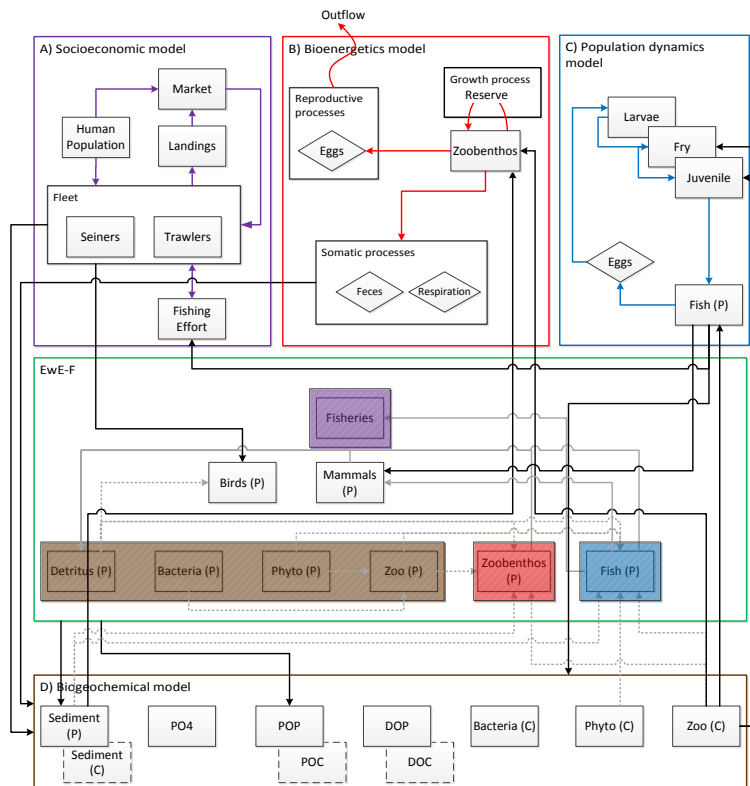 Outflow
A) Socioeconomic model
Market
Human
Population
Landings
Fleet
Seiners
Trawlers
Fishing
Effort
B) Bioenergetics model
Growth process
Reserve
Reproductive
processes
Eggs
Zoobenthos
Somatic processes
Feces
Respiration
C) Population dynamics
model
Larvae
Fry
Juvenile
Eggs
Fish (P)
EwE-F
Fisheries
Birds (P)
Mammals
(P)
Detritus (P)
Bacteria (P)
Phyto (P)
Zoo (P)
Zoobenthos
(P)
Fish (P)
D) Biogeochemical model
Sediment
(P)
Sediment
(C)
PO4
POP
POC
DOP
DOC
Bacteria (C)
Phyto (C)
Zoo (C)